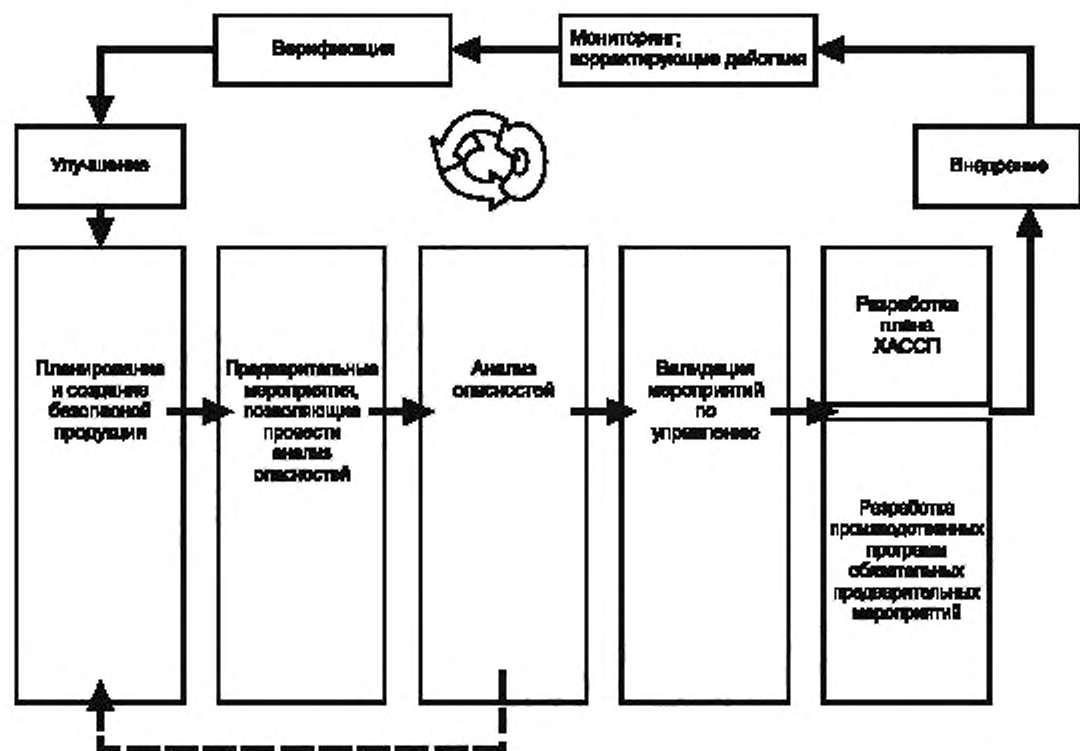 Верификация
Мониторинг;
корректирующие действия
Улучшение
Внедрение
Планирование
и создание
безопасной
продукции
Предварительные
мероприятия,
позволяющие
провести
анализ
опасностей
Анализ
опасностей
Валидация
мероприятий
по
управлению
Разработка
плана
ХАССП
Разработка
производственных
программ
обязательных
предварительных
мероприятий